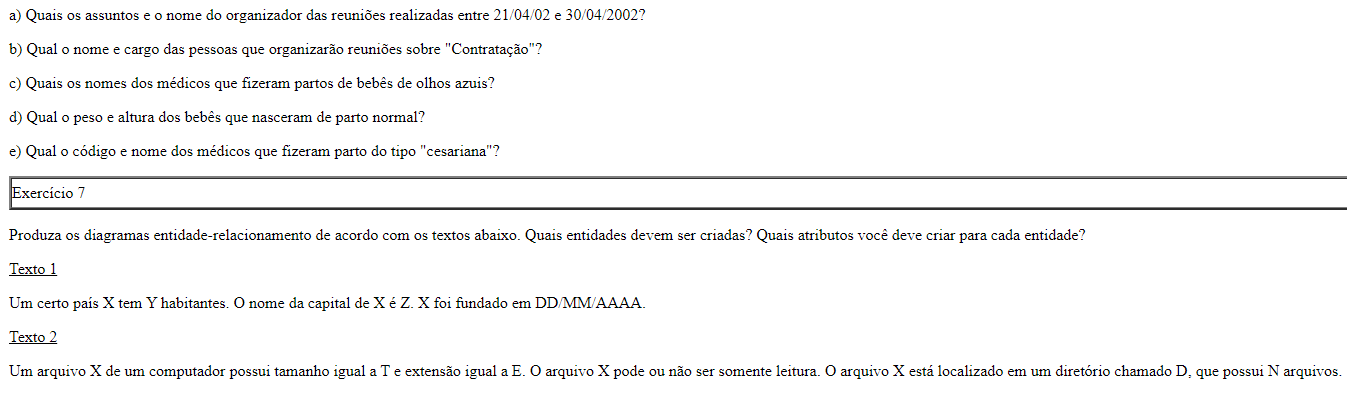 a) Quais os assuntos e o nome do organizador das reuniões realizadas entre 21/04/02 e 30/04/2002?
b) Qual o nome e cargo das pessoas que organizarão reuniões sobre "Contratação"?
c) Quais os nomes dos médicos que fizeram partos de bebês de olhos azuis?
d) Qual o peso e altura dos bebês que nasceram de parto normal?
e) Qual o código e nome dos médicos que fizeram parto do tipo "cesariana"?
Exercício 7
Produza os diagramas entidade-relacionamento de acordo com os textos abaixo. Quais entidades devem ser criadas? Quais atributos você deve criar para cada entidade?
Texto 1
Um certo país X tem Y habitantes. O nome da capital de X é Z. X foi fundado em DD/MM/AAAA.
Texto 2
Um arquivo X de um computador possui tamanho igual a T e extensão igual a E. O arquivo X pode ou não ser somente leitura. O arquivo X está localizado em um diretório chamado D, que possui N arquivos.